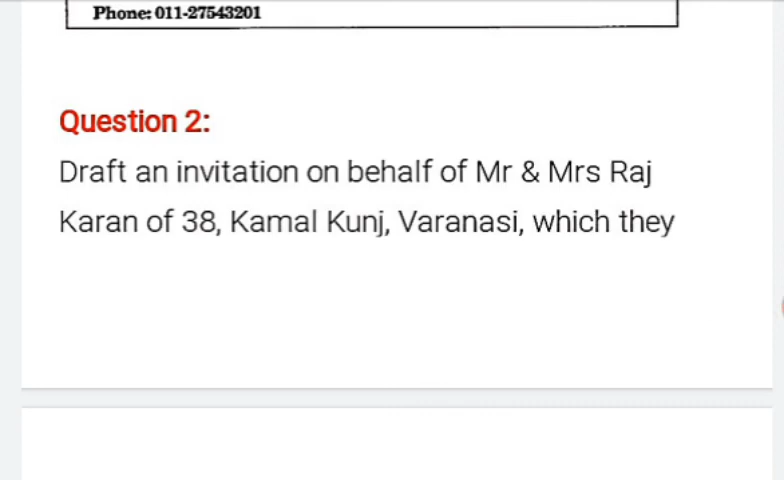 Phone: 011-27543201
Question 2:
Draft an invitation on behalf of Mr & Mrs Raj
Karan of 38, Kamal Kunj, Varanasi, which they